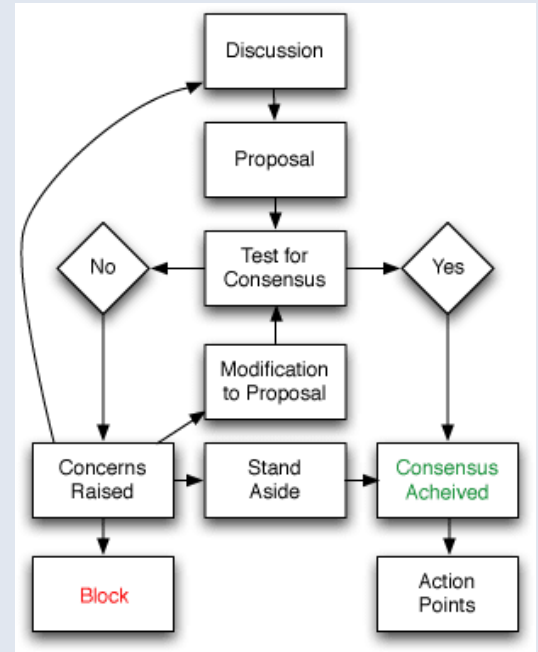 Discussion
Proposal
No
Test for
Consensus
Yes
Modification
to Proposal
Concerns
Raised
Stand
Aside
Consensus
Acheived
Block
Action
Points